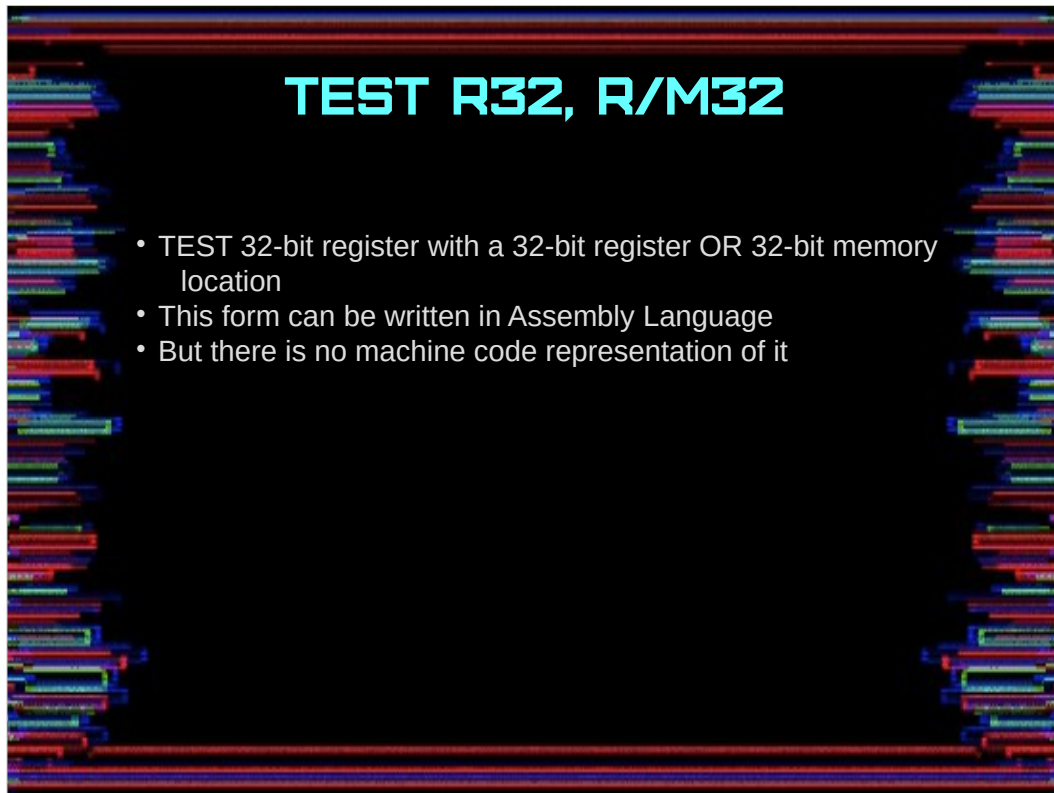 TEST R32, R/M32
• TEST 32-bit register with a 32-bit register OR 32-bit memory
location
• This form can be written in Assembly Language
• But there is no machine code representation of it